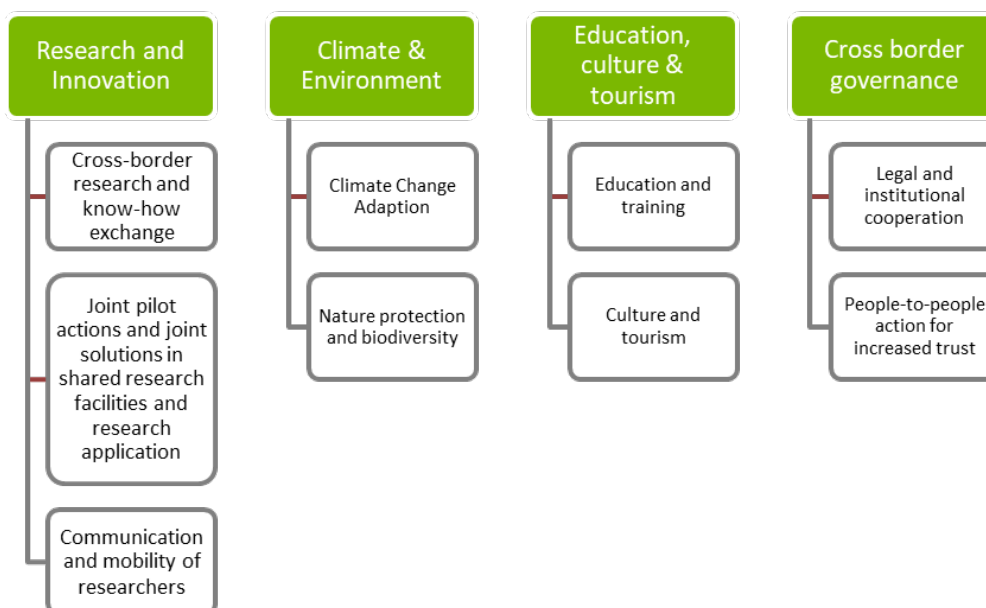 Research and
Innovation
Cross-border
research and
know-how
exchange
Joint pilot
actions and joint
solutions in
shared research
facilities and
research
application
Communication
and mobility of
researchers
Climate &
Environment
Climate Change
Adaption
Nature protection
and biodiversity
Education,
culture &
tourism
Education and
training
Culture and
tourism
Cross border
governance
Legal and
institutional
cooperation
People-to-people
action for
increased trust